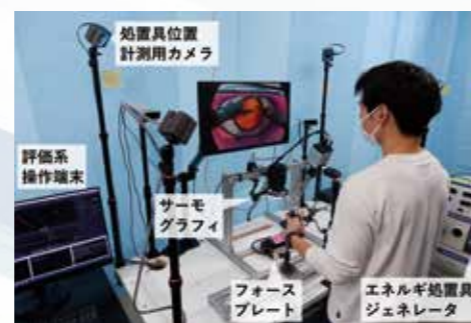 処置具位置
計測用カメラ
評価系
操作端末
サーモ
グラフィ
フォース
プレート
エネルギ処置具
ジェネレータ